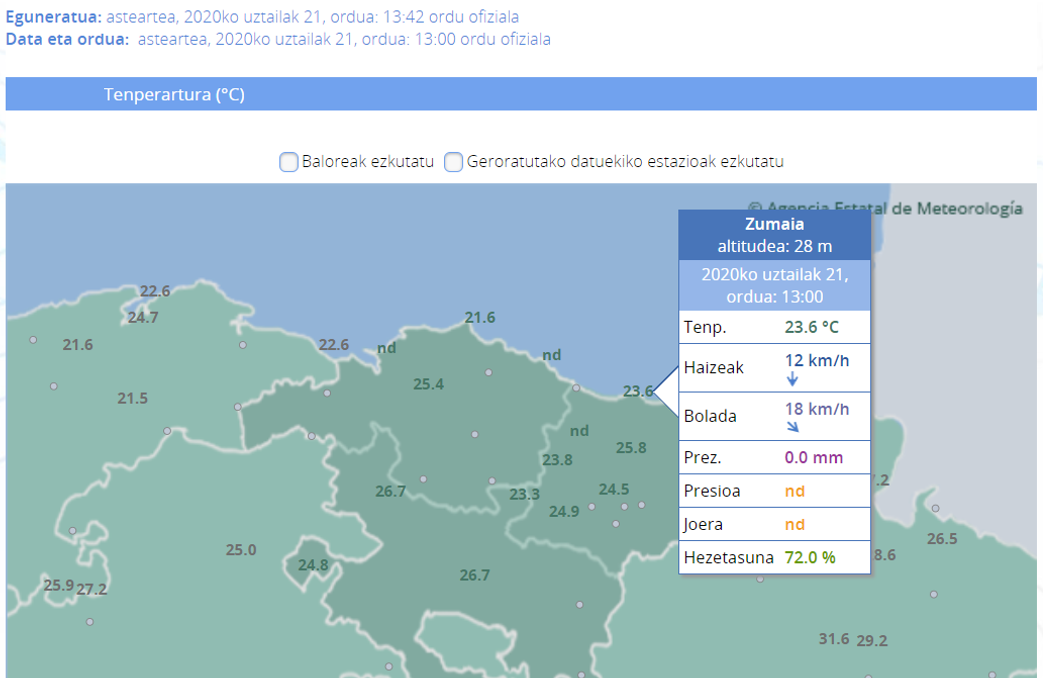 Eguneratua: asteartea, 2020ko uztailak 21, ordua: 13:42 ordu ofiziala
Data eta ordua: asteartea, 2020ko uztailak 21, ordua: 13:00 ordu ofiziala
Tenperartura (°C)
Baloreak ezkutatu Geroratutako datuekiko estazioak ezkutatu
© Agencia Estatal de Meteorología
Zumaia
altitudea: 28 m
2020ko uztailak 21,
ordua: 13:00
Tenp. 23.6 °C
Haizeak 12 km/h
Bolada 18 km/h
Prez. 0.0 mm
Presioa nd
Joera nd
Hezetasuna 72.0 %
22.6
24.7
21.6
21.6
22.6
nd
nd
25.4
23.6
21.5
nd
25.8
23.8
26.7
23.3
24.5
24.9
26.5
25.0
24.8
26.7
25.9
27.2
31.6
29.2